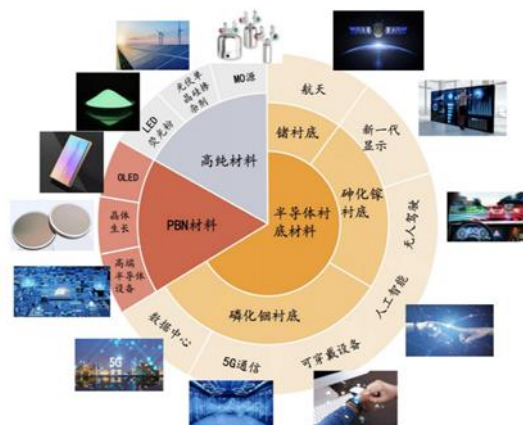 MO源
光伏单
晶硅掺
杂剂
LED
荧光粉
高纯材料
航天
新一代
显示
锗衬底
砷化镓
衬底
无人驾驶
人工智能
半导体衬
底材料
OLED
晶体
生长
高端
半导体
设备
PBN材料
磷化铟衬底
数据中心
5G通信
可穿戴设备
5G